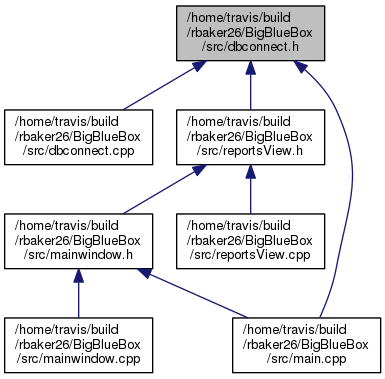 /home/travis/build
/rbaker26/BigBlueBox
/src/dbconnect.h
/home/travis/build
/rbaker26/BigBlueBox
/src/dbconnect.cpp
/home/travis/build
/rbaker26/BigBlueBox
/src/reportsView.h
/home/travis/build
/rbaker26/BigBlueBox
/src/mainwindow.h
/home/travis/build
/rbaker26/BigBlueBox
/src/reportsView.cpp
/home/travis/build
/rbaker26/BigBlueBox
/src/mainwindow.cpp
/home/travis/build
/rbaker26/BigBlueBox
/src/main.cpp